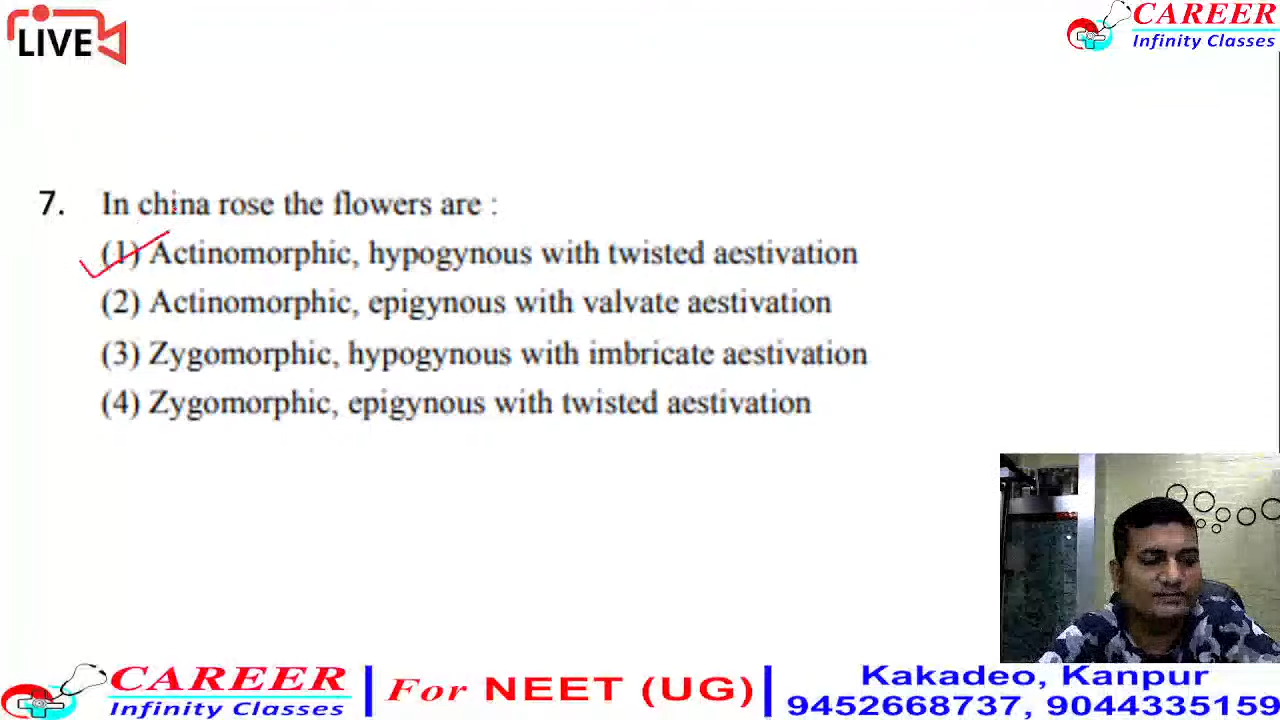 LIVE
CAREER
Infinity Classes
7. In china rose the flowers are :
(1) Actinomorphic, hypogynous with twisted aestivation
(2) Actinomorphic, epigynous with valvate aestivation
(3) Zygomorphic, hypogynous with imbricate aestivation
(4) Zygomorphic, epigynous with twisted aestivation
CAREER
Infinity Classes
For NEET (UG)
Kakadeo, Kanpur
9452668737, 9044335159